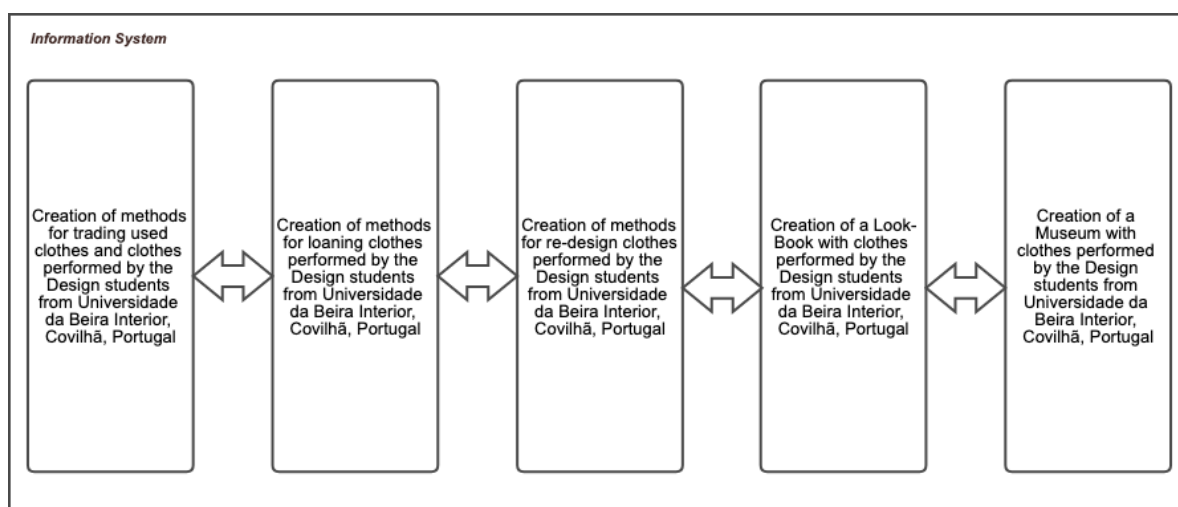 Information System
Creation of methods
for trading used
clothes and clothes
performed by the
Design students
from Universidade
da Beira Interior,
Covilhã, Portugal
Creation of methods
for loaning clothes
performed by the
Design students
from Universidade
da Beira Interior,
Covilhã, Portugal
Creation of methods
for re-design clothes
performed by the
Design students
from Universidade
da Beira Interior,
Covilhã, Portugal
Creation of a Look-
Book with clothes
performed by the
Design students
from Universidade
da Beira Interior,
Covilhã, Portugal
Creation of a
Museum with
clothes performed
by the Design
students from
Universidade da
Beira Interior,
Covilhã, Portugal